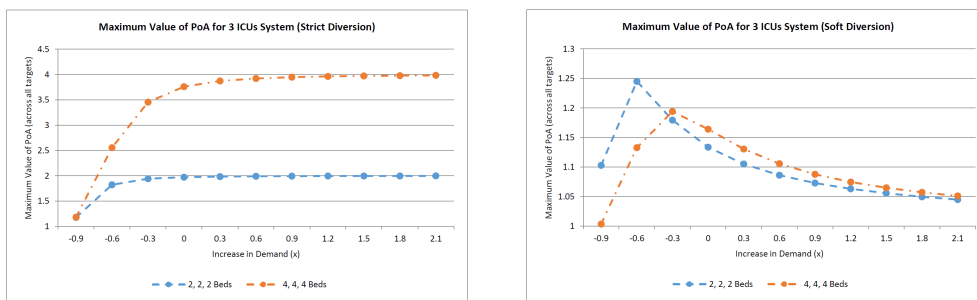 Maximum Value of PoA for 3 ICUs System (Strict Diversion)
Maximum Value of PoA (across all targets)
4.5
4
3.5
3
2.5
2
1.5
1
-0.9 -0.6 -0.3 0 0.3 0.6 0.9 1.2 1.5 1.8 2.1
Increase in Demand (x)
2, 2, 2 Beds 4, 4, 4 Beds
Maximum Value of PoA for 3 ICUs System (Soft Diversion)
Maximum Value of PoA (across all targets)
1.3
1.25
1.2
1.15
1.1
1.05
1
-0.9 -0.6 -0.3 0 0.3 0.6 0.9 1.2 1.5 1.8 2.1
Increase in Demand (x)
2, 2, 2 Beds 4, 4, 4 Beds